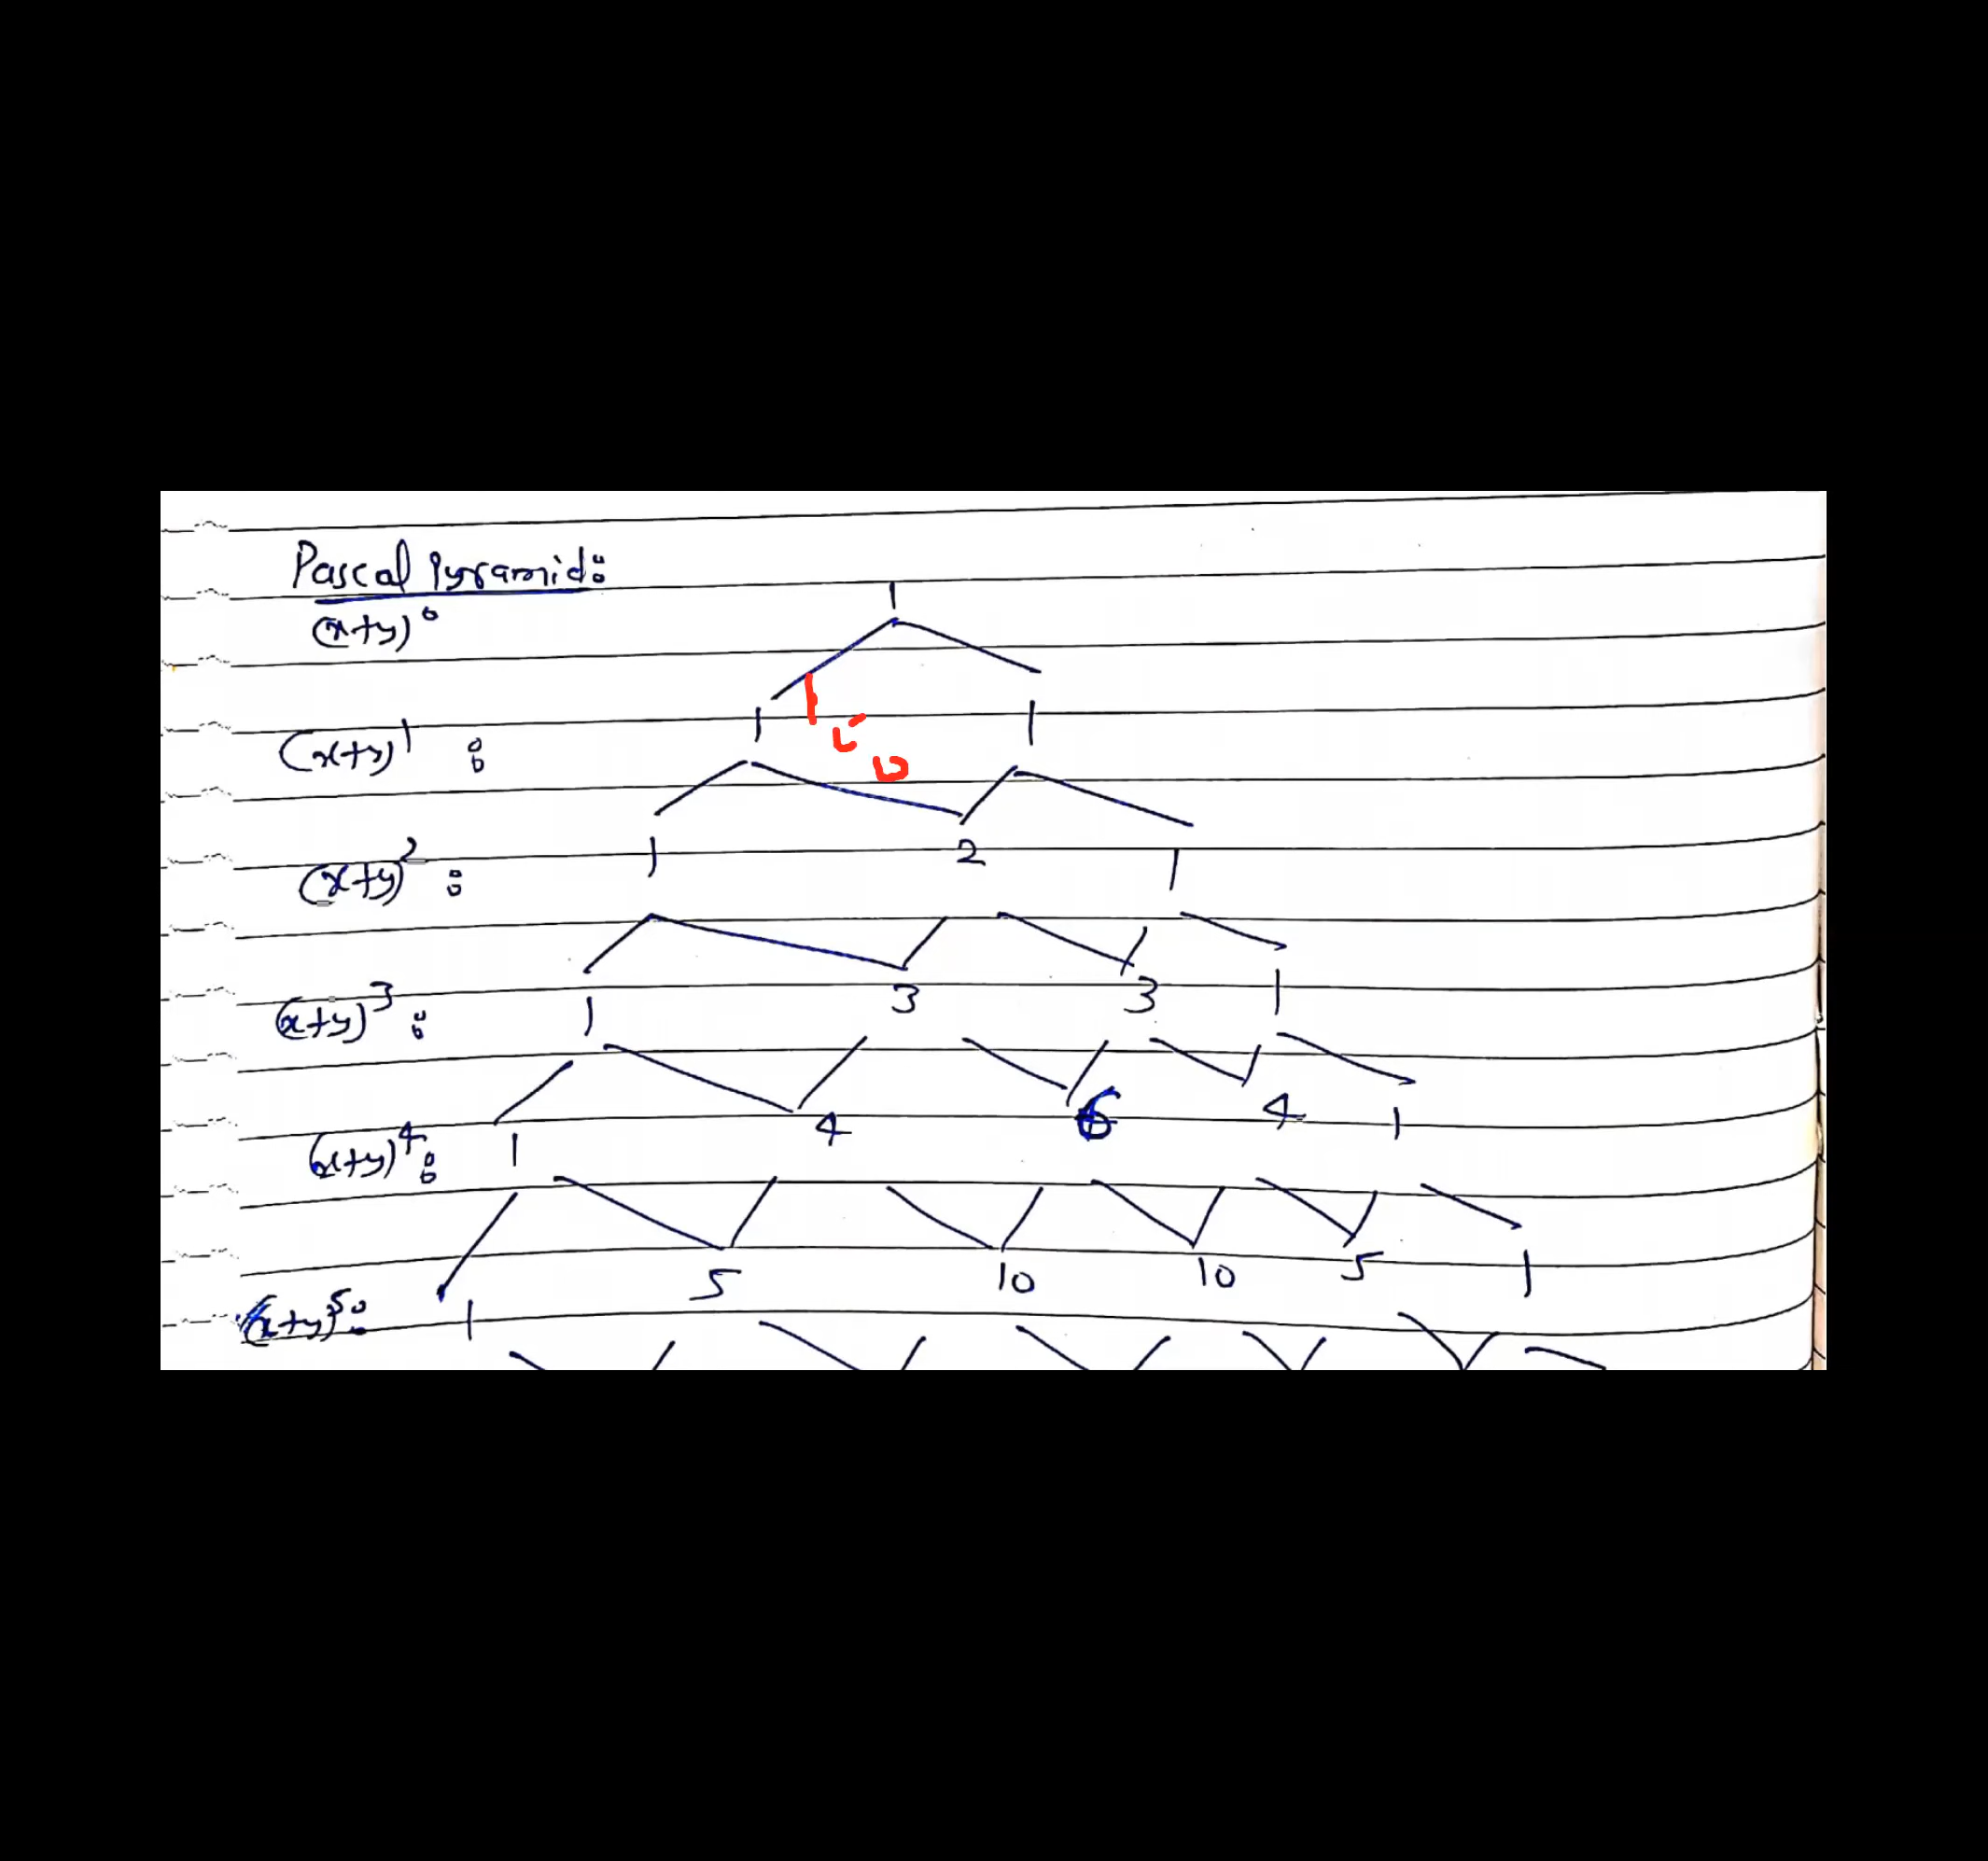 Pascal Pyramid:
(x+y)^0 1
(x+y)^1 : 1 1
(x+y)^2 : 1 2 1
(x+y)^3 : 1 3 3 1
(x+y)^4 : 1 4 6 4 1
(x+y)^5 : 1 5 10 10 5 1